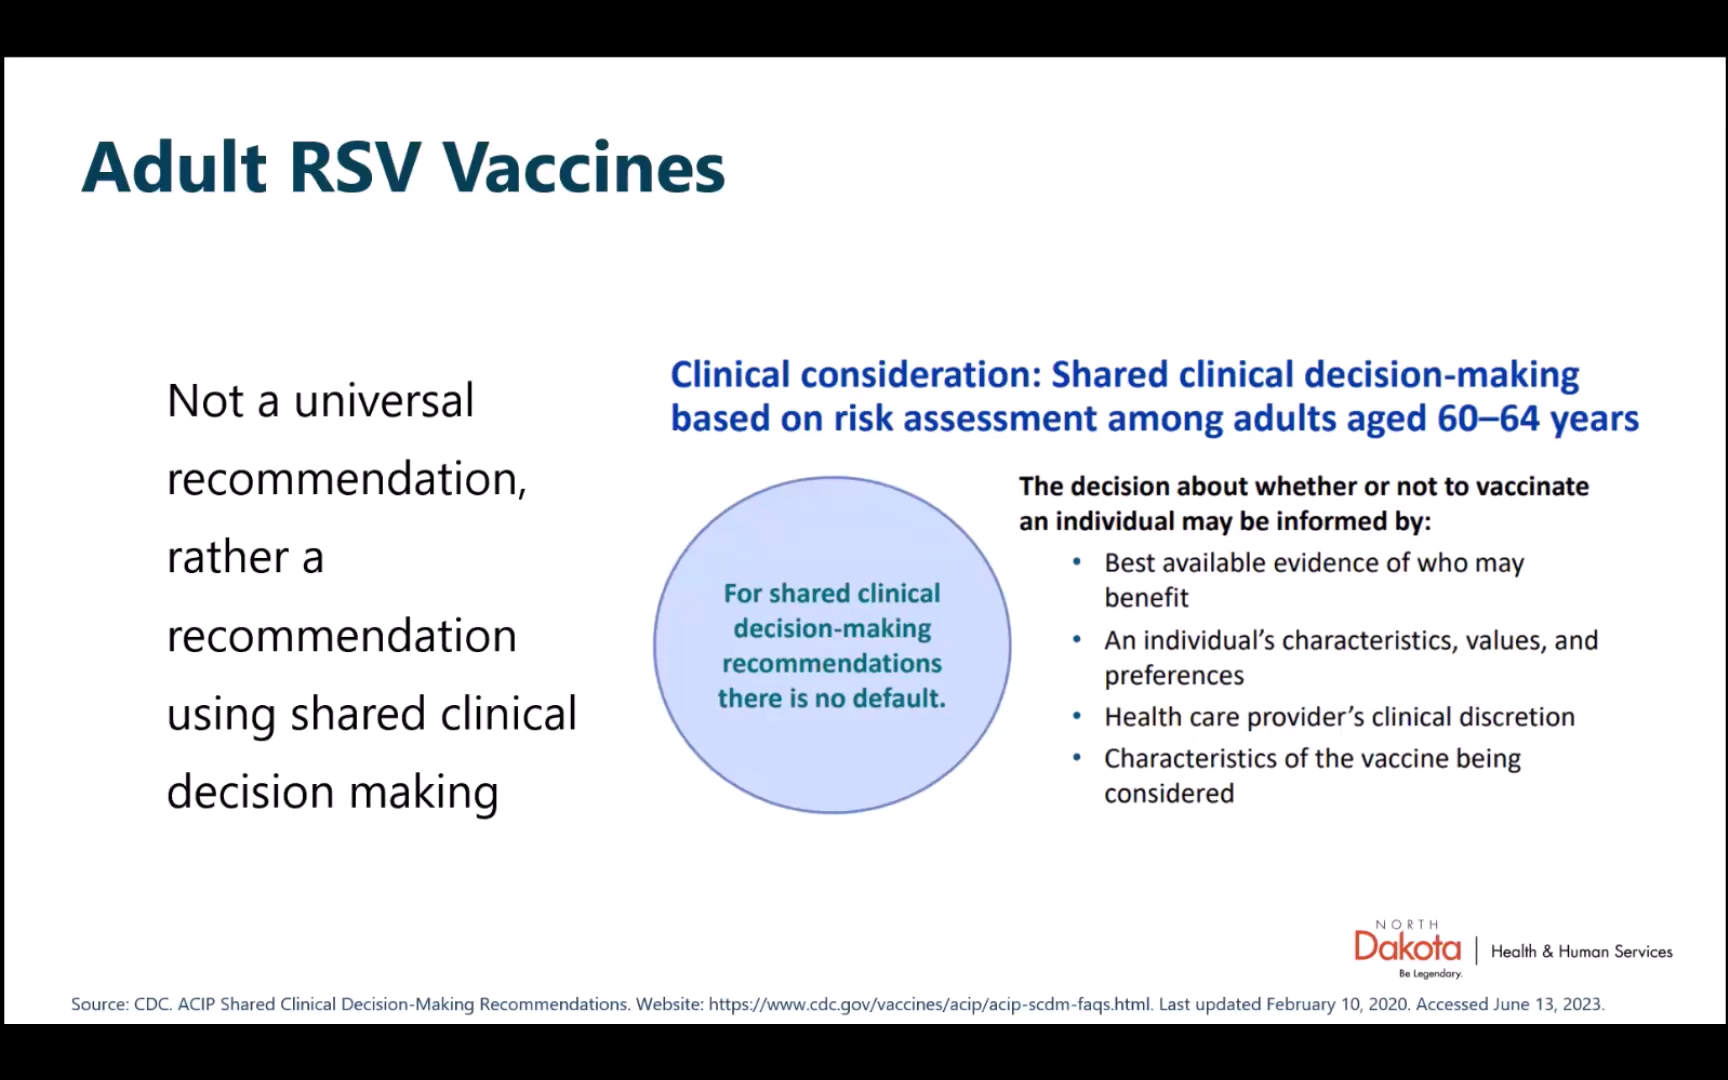 Adult RSV Vaccines
Not a universal
recommendation,
rather a
recommendation
using shared clinical
decision making
Clinical consideration: Shared clinical decision-making
based on risk assessment among adults aged 60–64 years
For shared clinical
decision-making
recommendations
there is no default.
The decision about whether or not to vaccinate
an individual may be informed by:
• Best available evidence of who may
benefit
• An individual’s characteristics, values, and
preferences
• Health care provider’s clinical discretion
• Characteristics of the vaccine being
considered
NORTH
Dakota | Health & Human Services
Be Legendary.
Source: CDC. ACIP Shared Clinical Decision-Making Recommendations. Website: https://www.cdc.gov/vaccines/acip/acip-scdm-faqs.html. Last updated February 10, 2020. Accessed June 13, 2023.